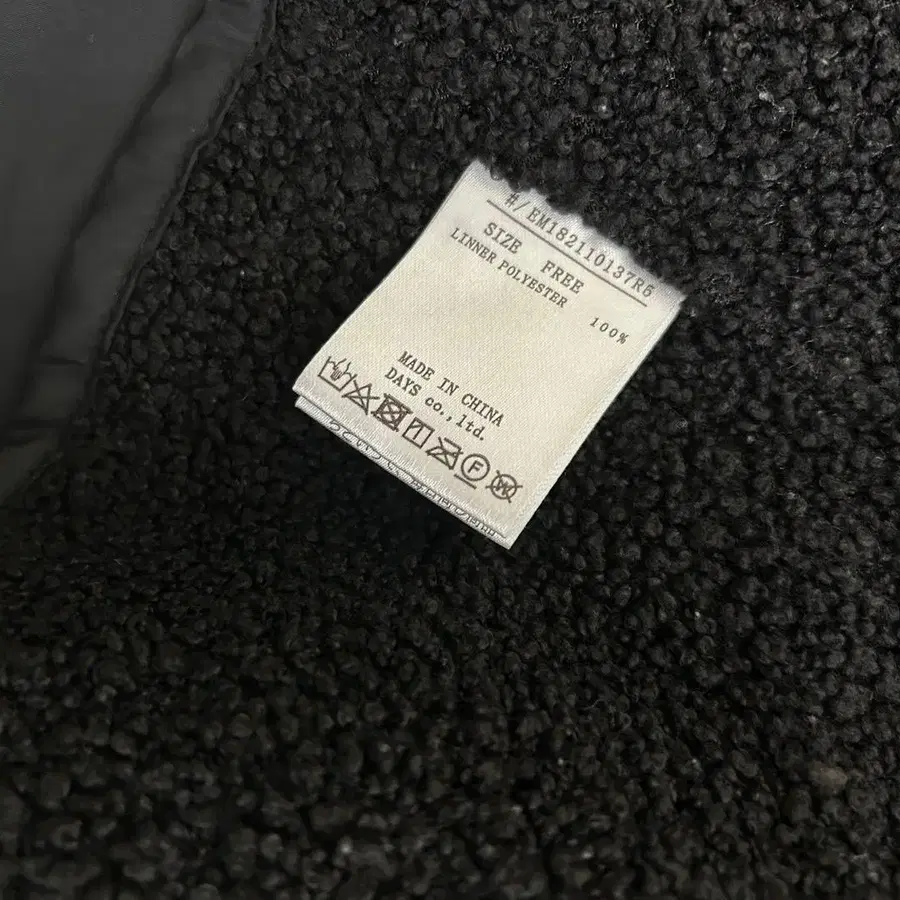 #/EM182110137R6
SIZE FREE
LINNER POLYESTER
100%
MADE IN CHINA
DAYS co.,ltd.
F
W